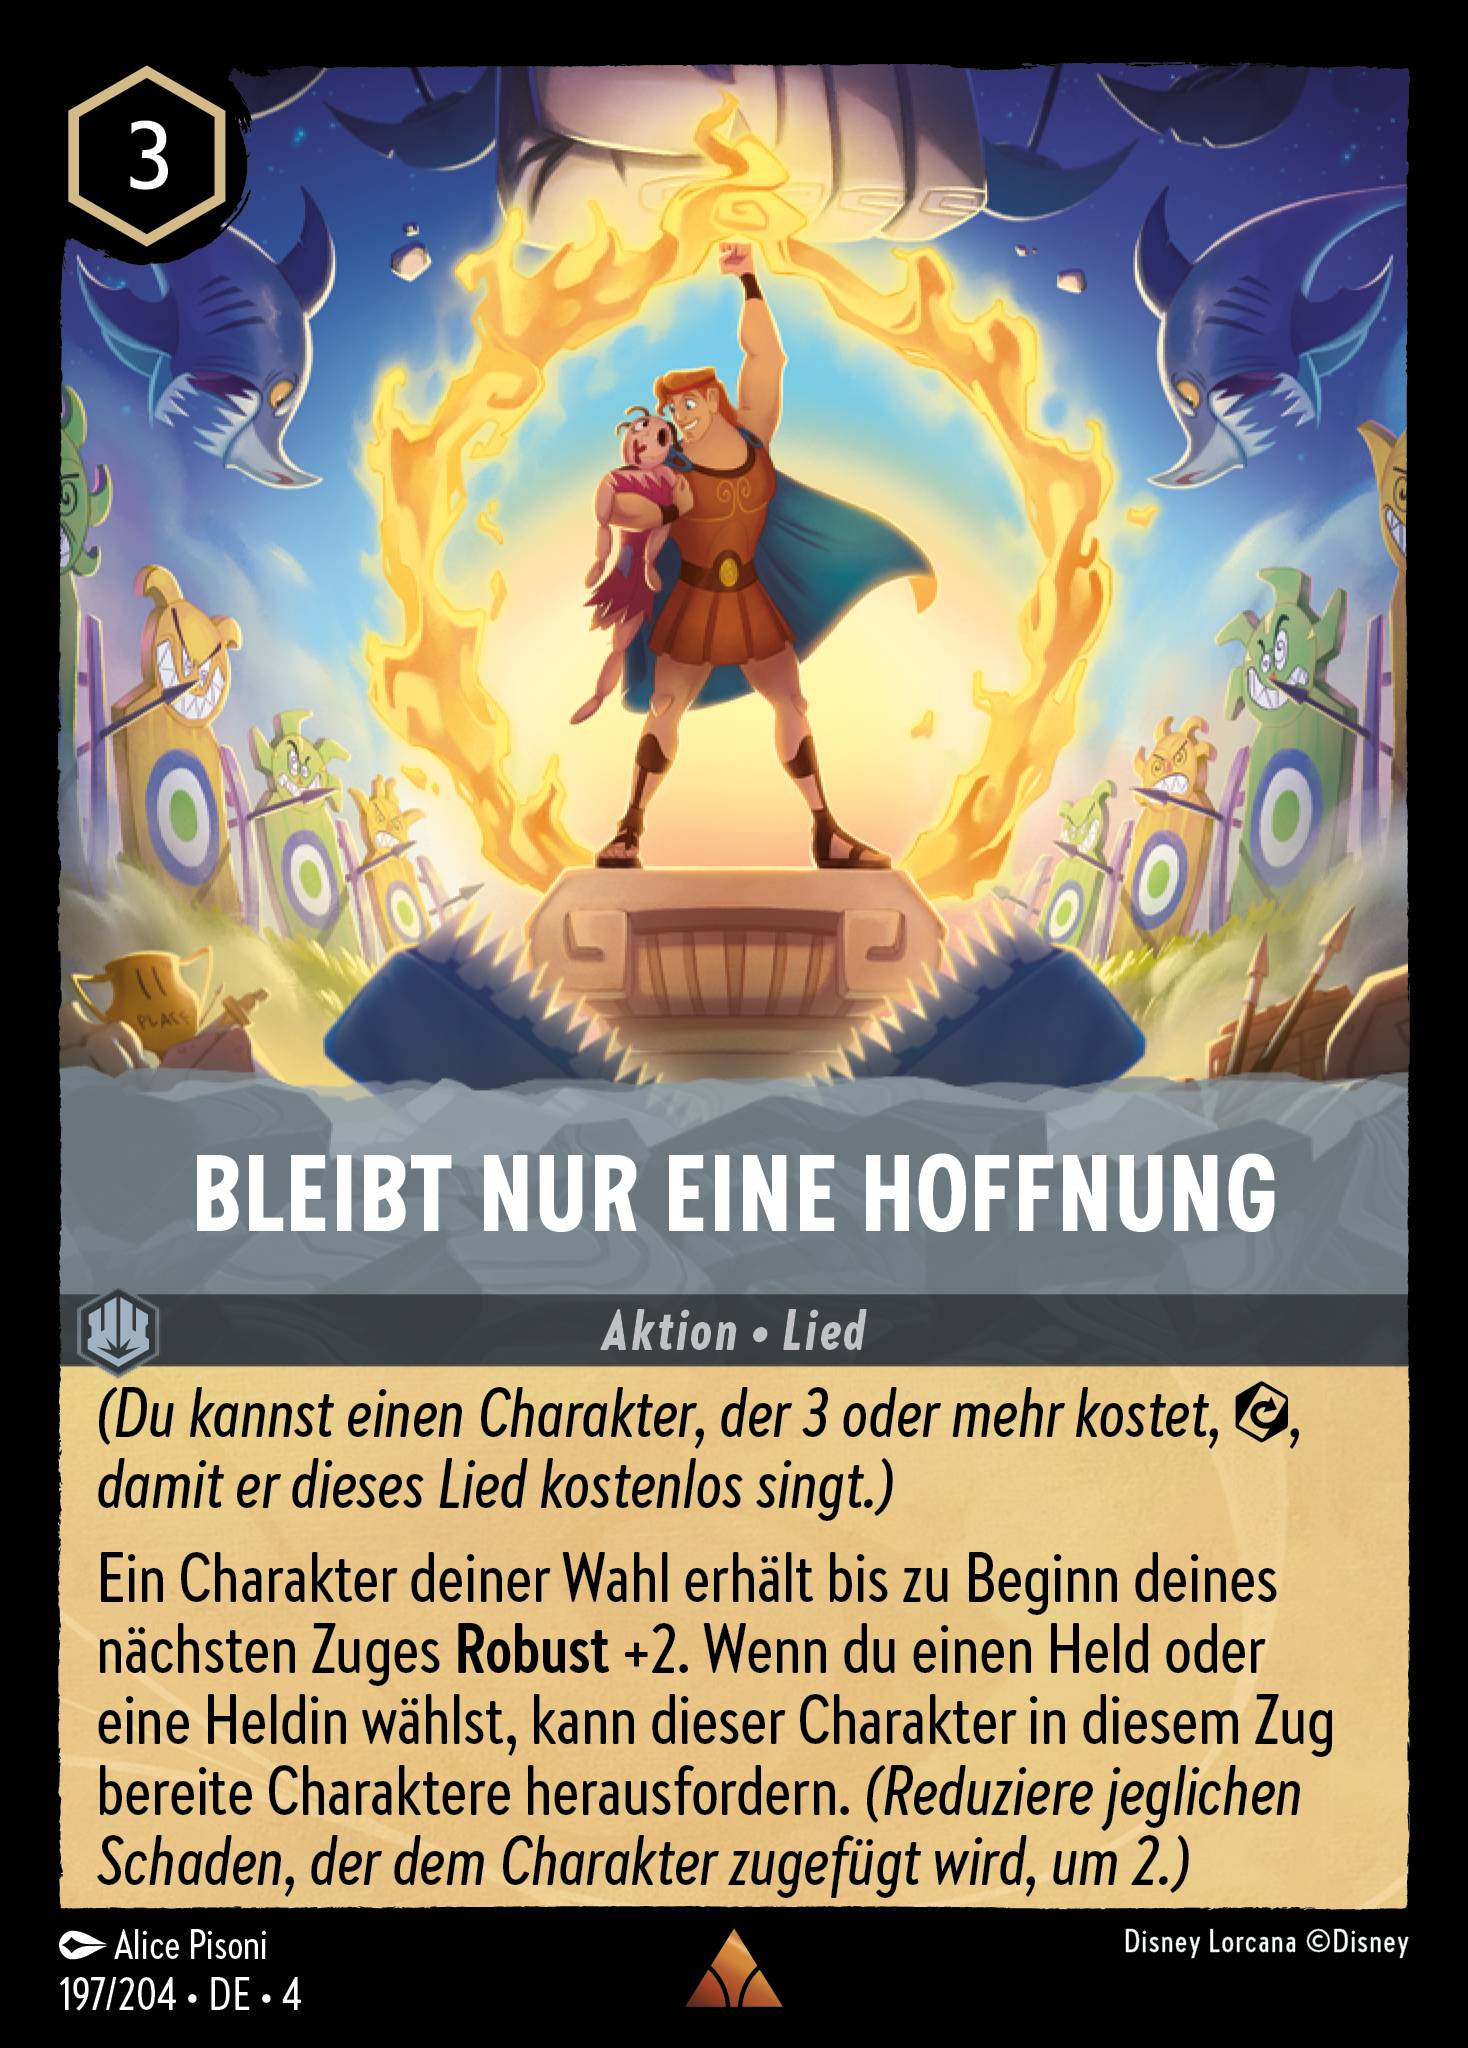 3
PLACE
BLEIBT NUR EINE HOFFNUNG
Aktion • Lied
(Du kannst einen Charakter, der 3 oder mehr kostet, ,
damit er dieses Lied kostenlos singt.)
Ein Charakter deiner Wahl erhält bis zu Beginn deines
nächsten Zuges Robust +2. Wenn du einen Held oder
eine Heldin wählst, kann dieser Charakter in diesem Zug
bereite Charaktere herausfordern. (Reduziere jeglichen
Schaden, der dem Charakter zugefügt wird, um 2.)
Alice Pisoni
Disney Lorcana ©Disney
197/204 • DE • 4